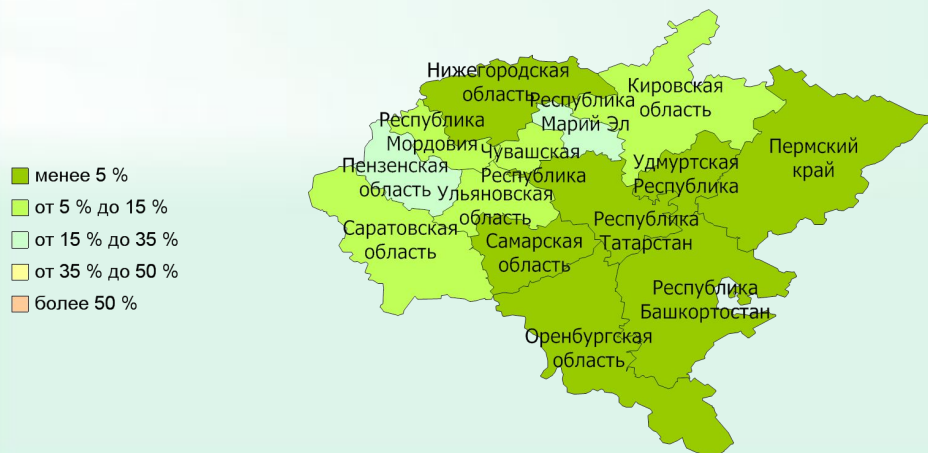 менее 5 %
от 5 % до 15 %
от 15 % до 35 %
от 35 % до 50 %
более 50 %
Нижегородская
область
Республика
Марий Эл
Кировская
область
Республика
Мордовия
Чувашская
Республика
Пензенская
область
Ульяновская
область
Удмуртская
Республика
Пермский
край
Саратовская
область
Самарская
область
Республика
Татарстан
Республика
Башкортостан
Оренбургская
область